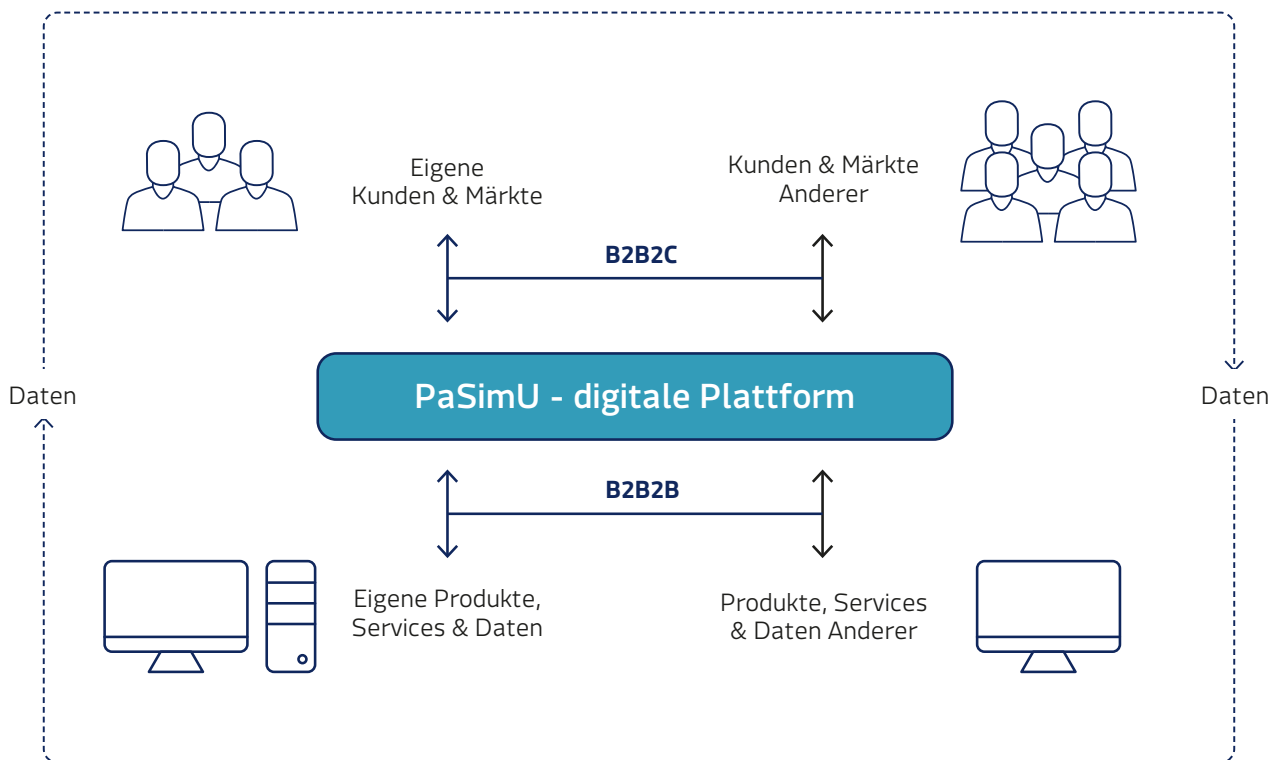 Eigene
Kunden & Märkte
Kunden & Märkte
Anderer
B2B2C
Daten
PaSimU - digitale Plattform
Daten
B2B2B
Eigene Produkte,
Services & Daten
Produkte, Services
& Daten Anderer